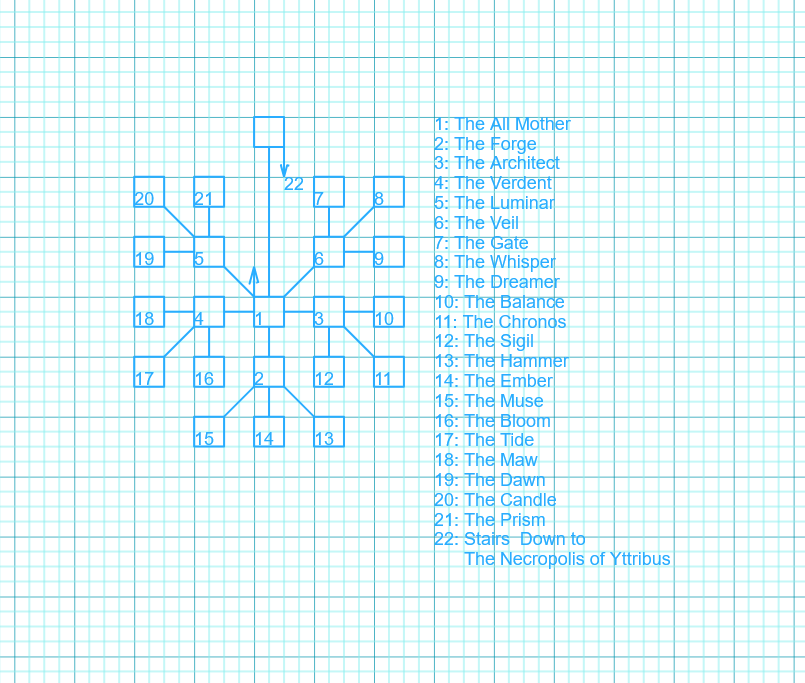 22
20
21
7
8
19
5
6
9
18
4
1
3
10
17
16
2
12
11
15
14
13
1: The All Mother
2: The Forge
3: The Architect
4: The Verdent
5: The Luminar
6: The Veil
7: The Gate
8: The Whisper
9: The Dreamer
10: The Balance
11: The Chronos
12: The Sigil
13: The Hammer
14: The Ember
15: The Muse
16: The Bloom
17: The Tide
18: The Maw
19: The Dawn
20: The Candle
21: The Prism
22: Stairs  Down to
The Necropolis of Yttribus